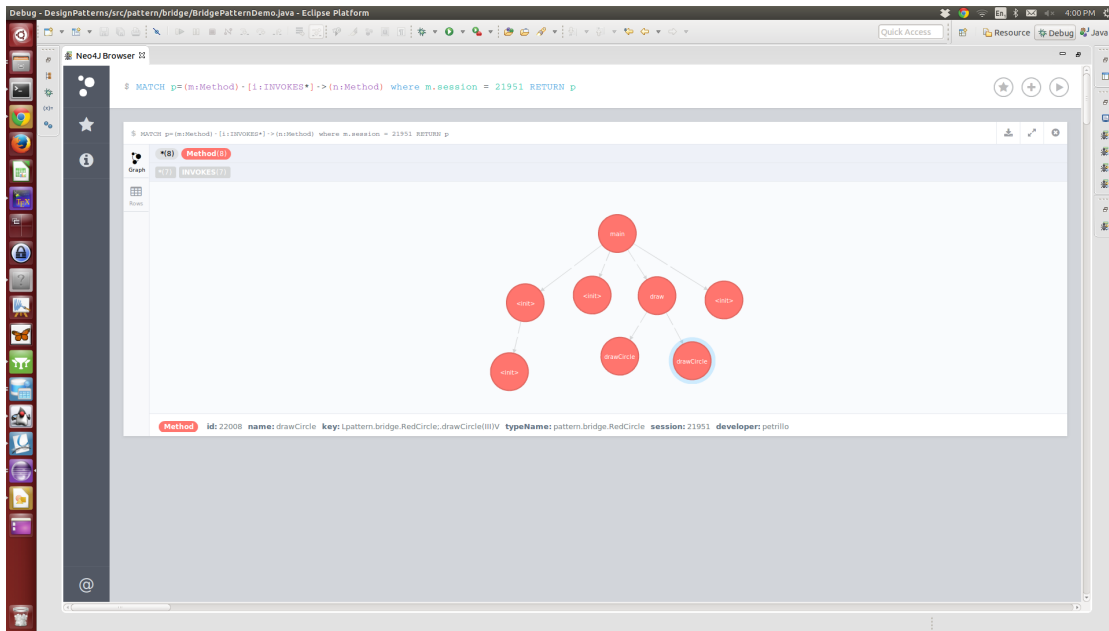 Debug - DesignPatterns/src/pattern/bridge/BridgePatternDemo.java - Eclipse Platform
En
4:00 PM
Quick Access
Resource
Debug
Java
Neo4J Browser
$ MATCH p=(m:Method)-[i:INVOKES*]->(n:Method) where m.session = 21951 RETURN p
$ MATCH p=(m:Method)-[i:INVOKES*]->(n:Method) where m.session = 21951 RETURN p
*(8) Method(8)
Graph
*(7) INVOKES(7)
Rows
main
<init>
<init>
draw
<init>
<init>
drawCircle
drawCircle
Method id: 22008 name: drawCircle key: Lpattern.bridge.RedCircle;.drawCircle(III)V typeName: pattern.bridge.RedCircle session: 21951 developer: petrillo
(x)=
TEX
@